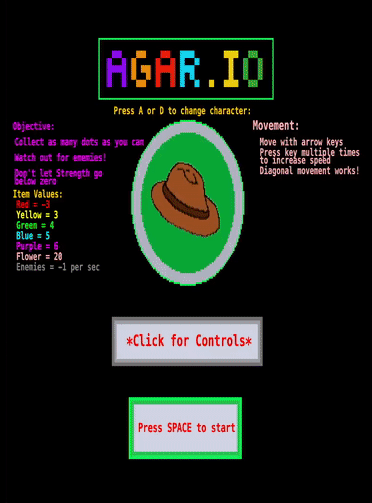 AGAR.IO
Press A or D to change character:
Objective:
Collect as many dots as you can
Watch out for enemies!
Don't let Strength go
below zero
Item Values:
Red = -3
Yellow = 3
Green = 4
Blue = 5
Purple = 6
Flower = 20
Enemies = -1 per sec
Movement:
Move with arrow keys
Press key multiple times
to increase speed
Diagonal movement works!
*Click for Controls*
Press SPACE to start